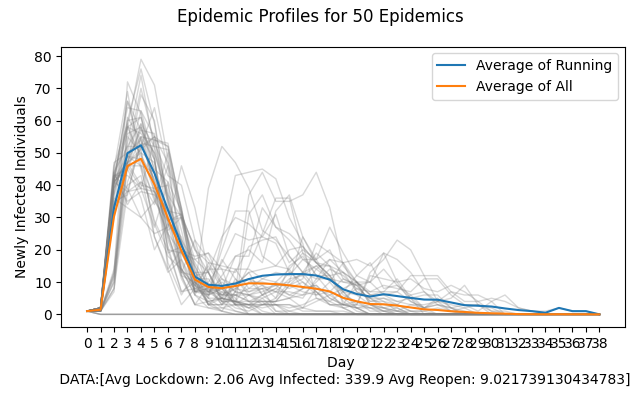 Epidemic Profiles for 50 Epidemics
80
70
60
50
40
30
20
10
0
Newly Infected Individuals
Average of Running
Average of All
0 1 2 3 4 5 6 7 8 9 10 11 12 13 14 15 16 17 18 19 20 21 22 23 24 25 26 27 28 29 30 31 32 33 34 35 36 37 38
Day
DATA:[Avg Lockdown: 2.06 Avg Infected: 339.9 Avg Reopen: 9.021739130434783]